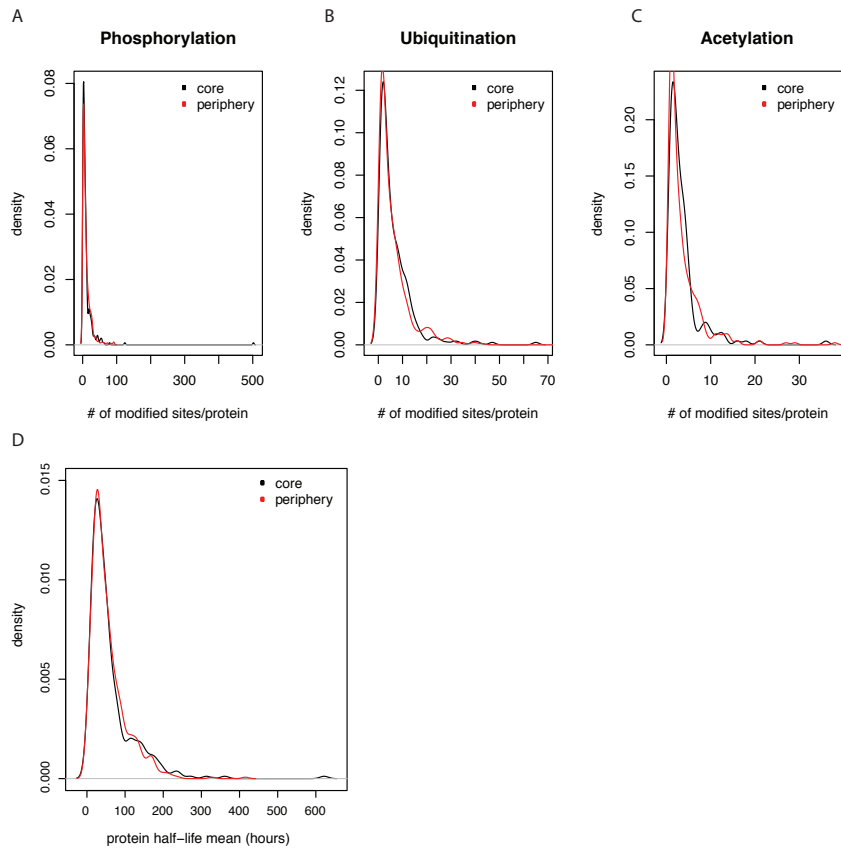 A
Phosphorylation
core
periphery
density
0.00 0.02 0.04 0.06 0.08
0 100 300 500
# of modified sites/protein
B
Ubiquitination
core
periphery
density
0.00 0.02 0.04 0.06 0.08 0.10 0.12
0 10 30 50 70
# of modified sites/protein
C
Acetylation
core
periphery
density
0.00 0.05 0.10 0.15 0.20
0 10 20 30
# of modified sites/protein
D
core
periphery
density
0.000 0.005 0.010 0.015
0 100 200 300 400 500 600
protein half−life mean (hours)